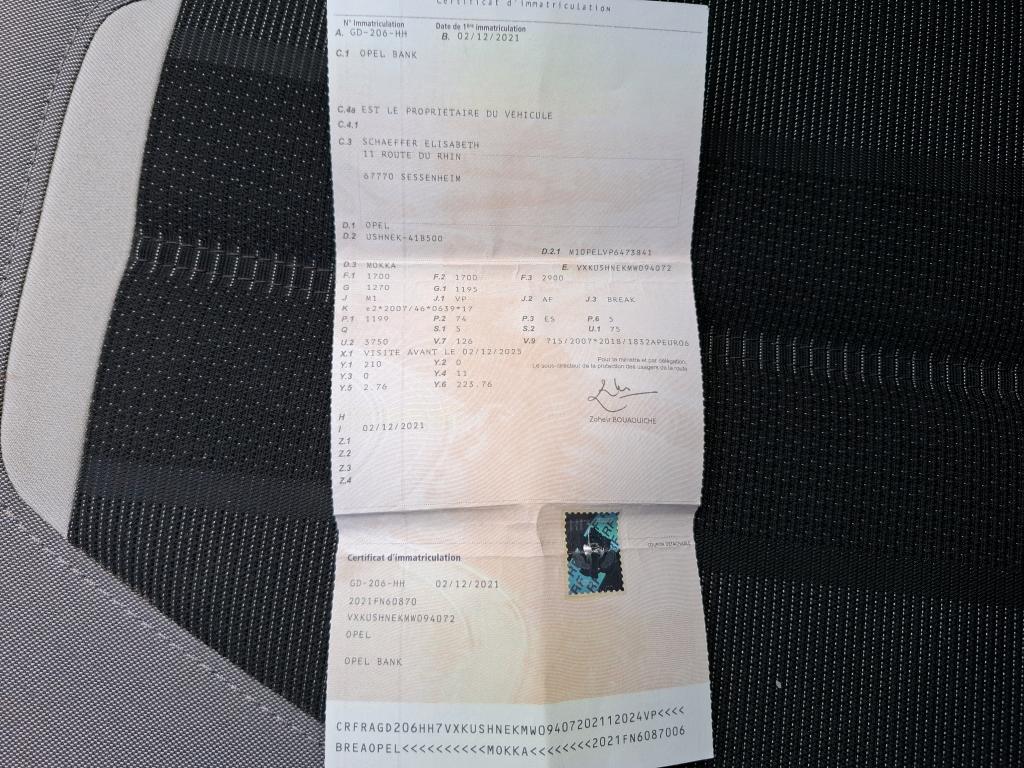 Certificat d'immatriculation
N° Immatriculation Date de 1ère immatriculation
A. GD-206-HH B. 02/12/2021
C.1 OPEL BANK
C.4a EST LE PROPRIÉTAIRE DU VÉHICULE
C.4.1
C.3 SCHAEFFER ELISABETH
11 ROUTE DU RHIN
67770 SESSENHEIM
D.1 OPEL
D.2 USHNEK-41B500
D.2.1 M10PELVP6473841
D.3 MOKKA E. VXKUSHNEKMW094072
F.1 1700 F.2 1700 F.3 2900
G 1270 G.1 1195
J M1 J.1 VP J.2 AF J.3 BREAK
K e2*2007/46*0639*17
P.1 1199 P.2 74 P.3 ES P.6 5
Q S.1 5 S.2 U.1 75
U.2 3750 V.7 126 V.9 715/2007*2018/1832APEURO6
X.1 VISITE AVANT LE 02/12/2025
Y.1 210 Y.2 0
Y.3 0 Y.4 11
Y.5 2.76 Y.6 223.76
Pour le ministre et par délégation,
Le sous-directeur de la protection des usagers de la route
Zoheir BOUAOUICHE
H
I 02/12/2021
Z.1
Z.2
Z.3
Z.4
COUPON DÉTACHABLE
Certificat d'immatriculation
GD-206-HH 02/12/2021
2021FN60870
VXKUSHNEKMW094072
OPEL
OPEL BANK
CRFRAGD206HH7VXKUSHNEKMW09407202112024VP<<<<
BREAOPEL<<<<<<<<<<MOKKA<<<<<<<<2021FN6087006